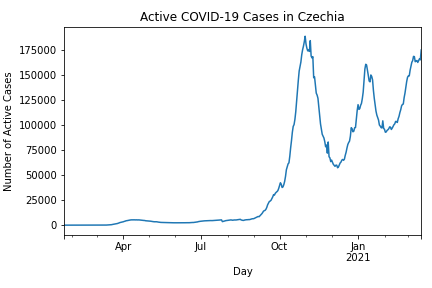 Active COVID-19 Cases in Czechia
175000
150000
125000
100000
75000
50000
25000
0
Number of Active Cases
Apr
Jul
Oct
Jan
2021
Day